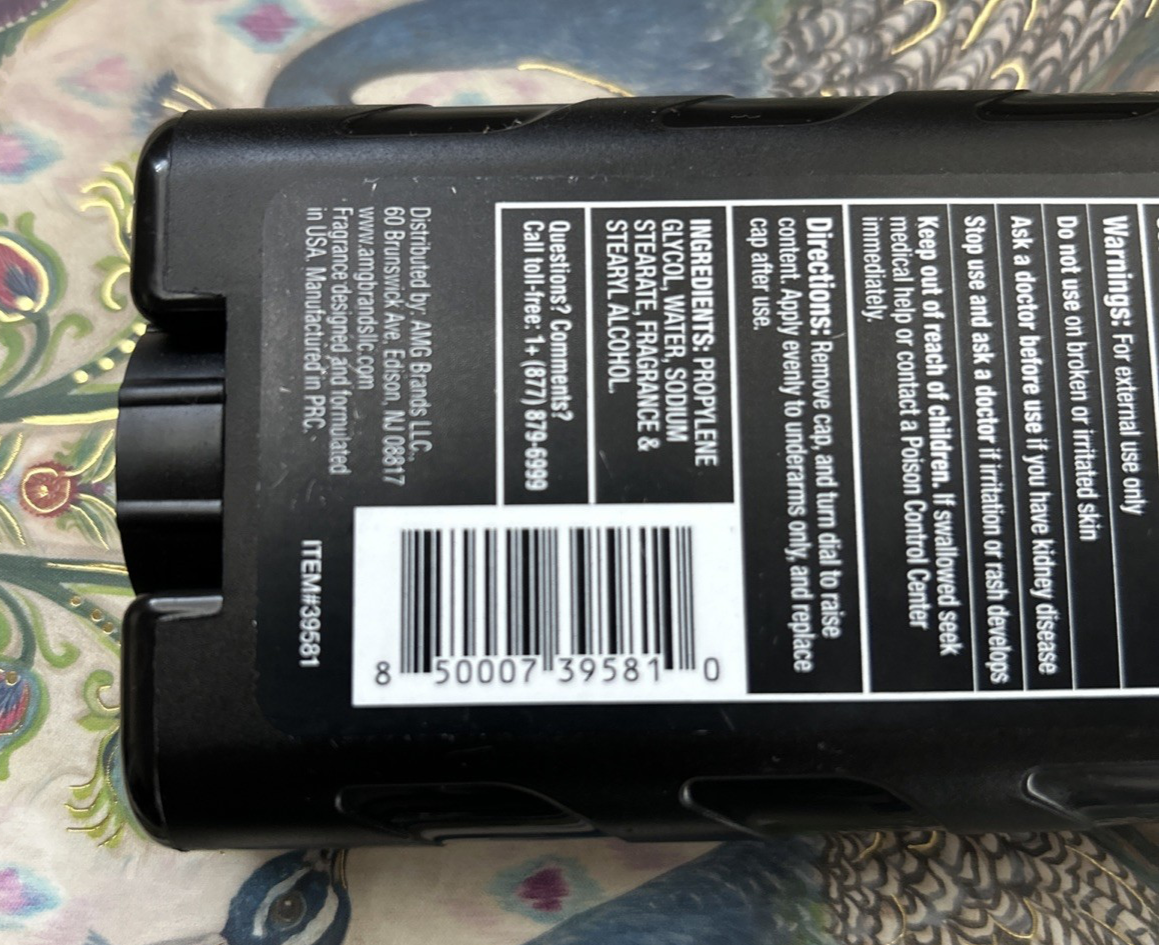 Warnings: For external use only
Do not use on broken or irritated skin
Ask a doctor before use if you have kidney disease
Stop use and ask a doctor if irritation or rash develops
Keep out of reach of children. If swallowed seek
medical help or contact a Poison Control Center
immediately.
Directions: Remove cap, and turn dial to raise
content. Apply evenly to underarms only, and replace
cap after use.
INGREDIENTS: PROPYLENE
GLYCOL, WATER, SODIUM
STEARATE, FRAGRANCE &
STEARYL ALCOHOL.
Questions? Comments?
Call toll-free: 1+ (877) 879-6999
8 50007 39581 0
Distributed by: AMG Brands LLC.,
60 Brunswick Ave, Edison, NJ 08817
www.amgbrandsllc.com
Fragrance designed and formulated
in USA. Manufactured in PRC.
ITEM#39581